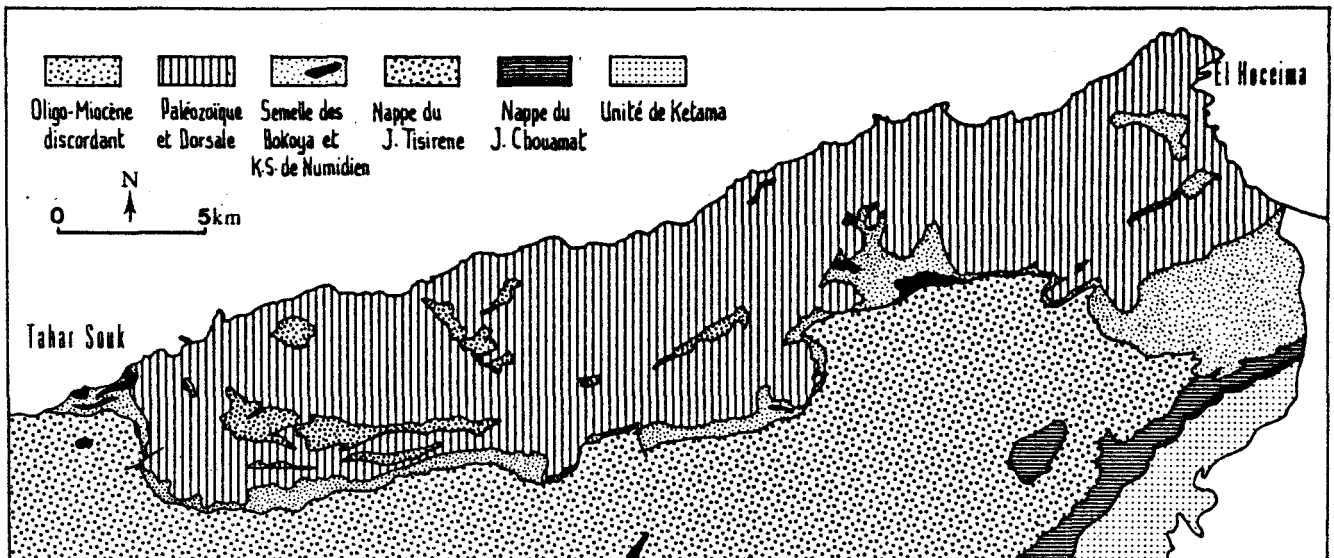 El Hoceima
Oligo-Miocène
discordant
Paléozoïque
et Dorsale
Semelle des
Bokoya et
K.S. de Numidien
Nappe du
J. Tisirene
Nappe du
J. Chouamat
Unité de Ketama
N
0 5km
Tahar Souk